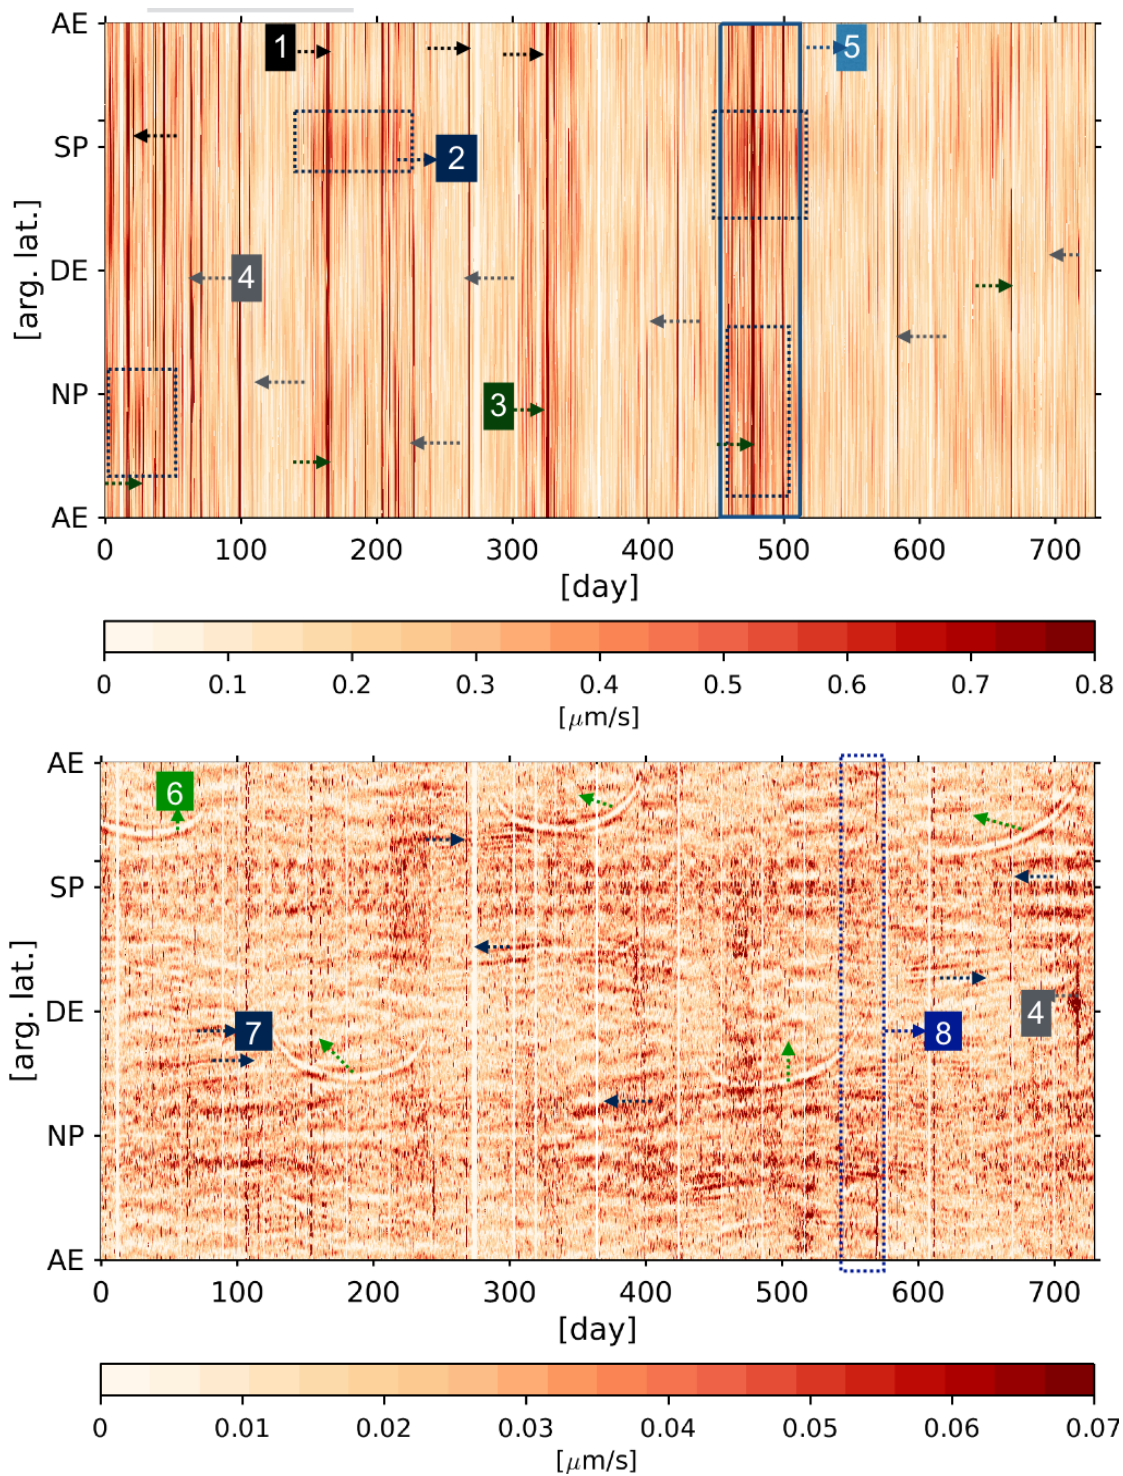 AE
1
5
SP
2
DE
4
NP
3
AE
[arg. lat.]
0 100 200 300 400 500 600 700
[day]
0 0.1 0.2 0.3 0.4 0.5 0.6 0.7 0.8
[μm/s]
AE
6
SP
DE
4
7
8
NP
AE
[arg. lat.]
0 100 200 300 400 500 600 700
[day]
0 0.01 0.02 0.03 0.04 0.05 0.06 0.07
[μm/s]